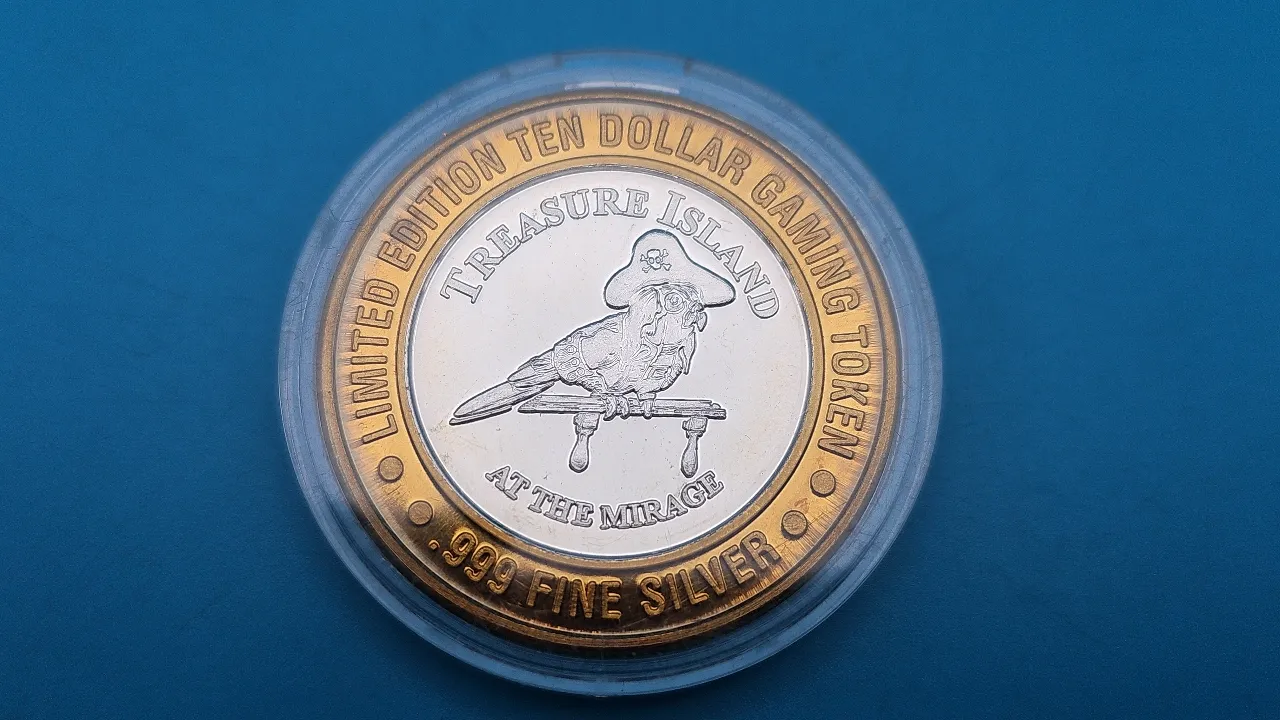 LIMITED EDITION TEN DOLLAR GAMING TOKEN
TREASURE ISLAND
AT THE MIRAGE
.999 FINE SILVER